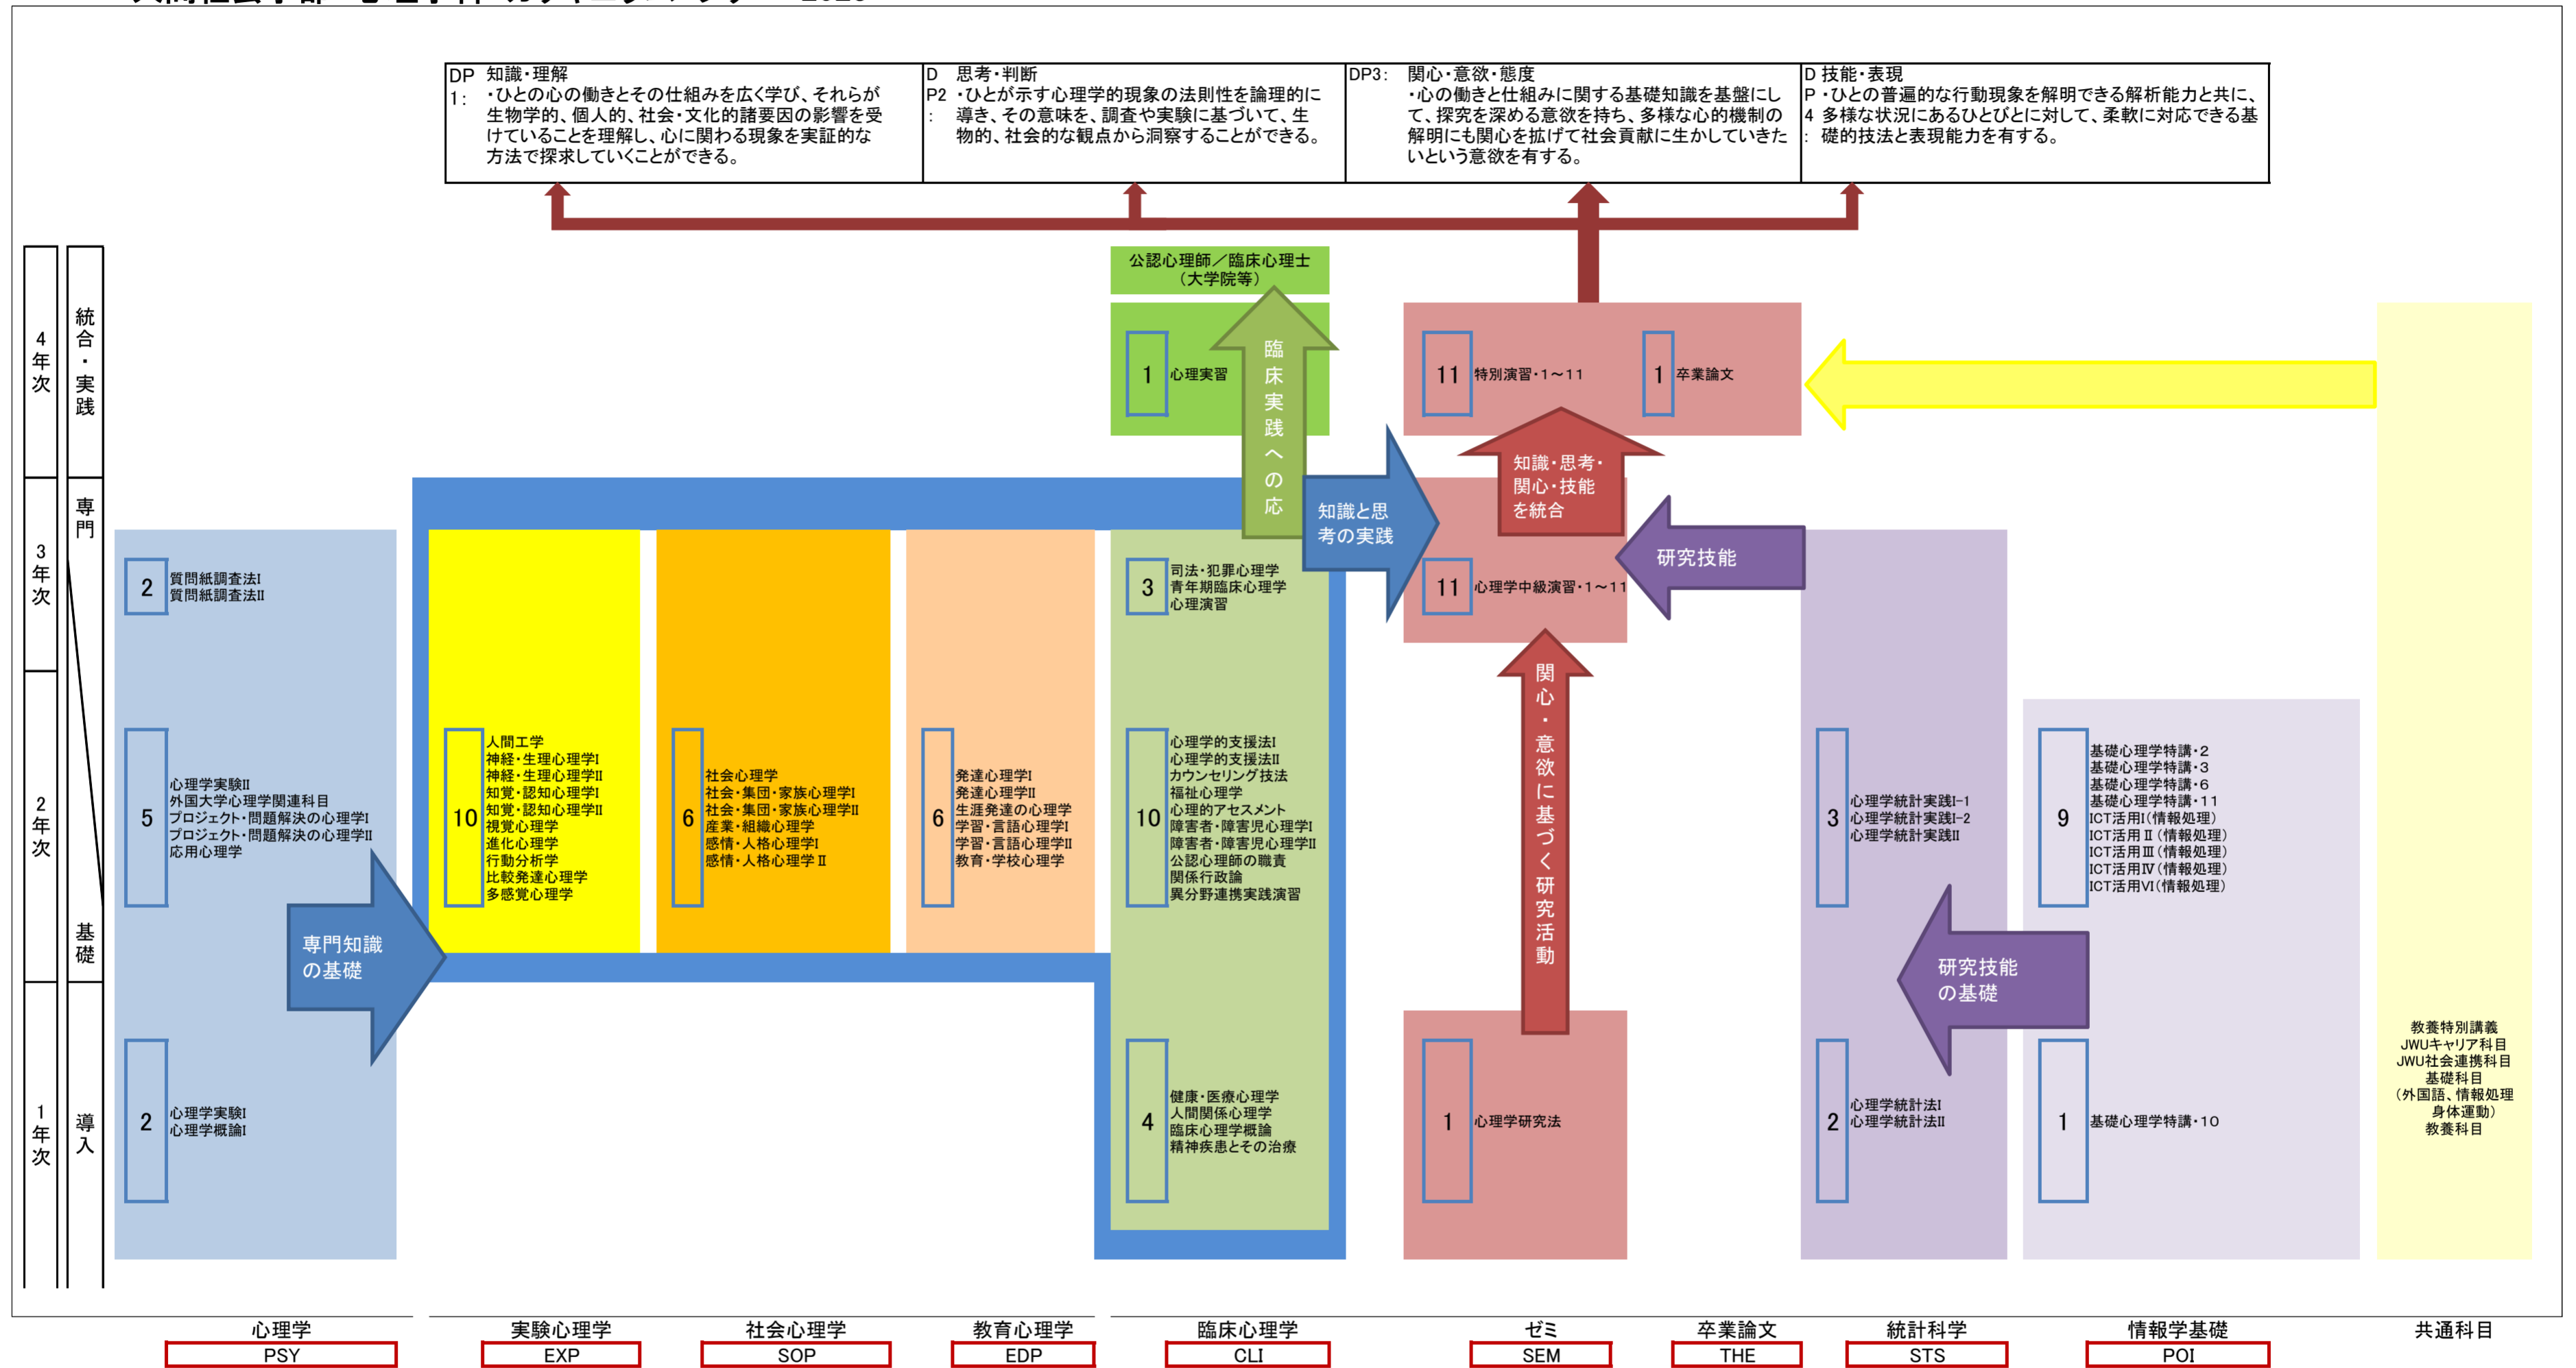 DP1: 知識・理解
・ひとの心の働きとその仕組みを広く学び、それらが
生物学的、個人的、社会・文化的諸要因の影響を受
けていることを理解し、心に関わる現象を実証的な
方法で探求していくことができる。
DP2: 思考・判断
・ひとが示す心理学的現象の法則性を論理的に
導き、その意味を、調査や実験に基づいて、生
物的、社会的な観点から洞察することができる。
DP3: 関心・意欲・態度
・心の働きと仕組みに関する基礎知識を基盤にし
て、探究を深める意欲を持ち、多様な心的機制の
解明にも関心を拡げて社会貢献に生かしていきた
いという意欲を有する。
DP4: 技能・表現
・ひとの普遍的な行動現象を解明できる解析能力と共に、
多様な状況にあるひとびとに対して、柔軟に対応できる基
礎的技法と表現能力を有する。
4年次
統合・実践
公認心理師／臨床心理士
（大学院等）
1 心理実習
臨床実践への応
11 特別演習・1～11
1 卒業論文
知識・思考・
関心・技能
を統合
3年次
専門
2
質問紙調査法I
質問紙調査法II
3
司法・犯罪心理学
青年期臨床心理学
心理演習
知識と思
考の実践
11 心理学中級演習・1～11
研究技能
2年次
基礎
5
心理学実験II
外国大学心理学関連科目
プロジェクト・問題解決の心理学I
プロジェクト・問題解決の心理学II
応用心理学
専門知識
の基礎
10
人間工学
神経・生理心理学I
神経・生理心理学II
知覚・認知心理学I
知覚・認知心理学II
視覚心理学
進化心理学
行動分析学
比較発達心理学
多感覚心理学
6
社会心理学
社会・集団・家族心理学I
社会・集団・家族心理学II
産業・組織心理学
感情・人格心理学I
感情・人格心理学Ⅱ
6
発達心理学I
発達心理学II
生涯発達の心理学
学習・言語心理学I
学習・言語心理学II
教育・学校心理学
10
心理学的支援法I
心理学的支援法II
カウンセリング技法
福祉心理学
心理的アセスメント
障害者・障害児心理学I
障害者・障害児心理学II
公認心理師の職責
関係行政論
異分野連携実践演習
関心・意欲に基づく研究活動
3
心理学統計実践I-1
心理学統計実践I-2
心理学統計実践II
9
基礎心理学特講・2
基礎心理学特講・3
基礎心理学特講・6
基礎心理学特講・11
ICT活用I（情報処理）
ICT活用Ⅱ（情報処理）
ICT活用Ⅲ（情報処理）
ICT活用Ⅳ（情報処理）
ICT活用VI（情報処理）
研究技能
の基礎
1年次
導入
2
心理学実験I
心理学概論I
4
健康・医療心理学
人間関係心理学
臨床心理学概論
精神疾患とその治療
1 心理学研究法
2
心理学統計法I
心理学統計法II
1 基礎心理学特講・10
教養特別講義
JWUキャリア科目
JWU社会連携科目
基礎科目
（外国語、情報処理
身体運動）
教養科目
心理学
PSY
実験心理学
EXP
社会心理学
SOP
教育心理学
EDP
臨床心理学
CLI
ゼミ
SEM
卒業論文
THE
統計科学
STS
情報学基礎
POI
共通科目